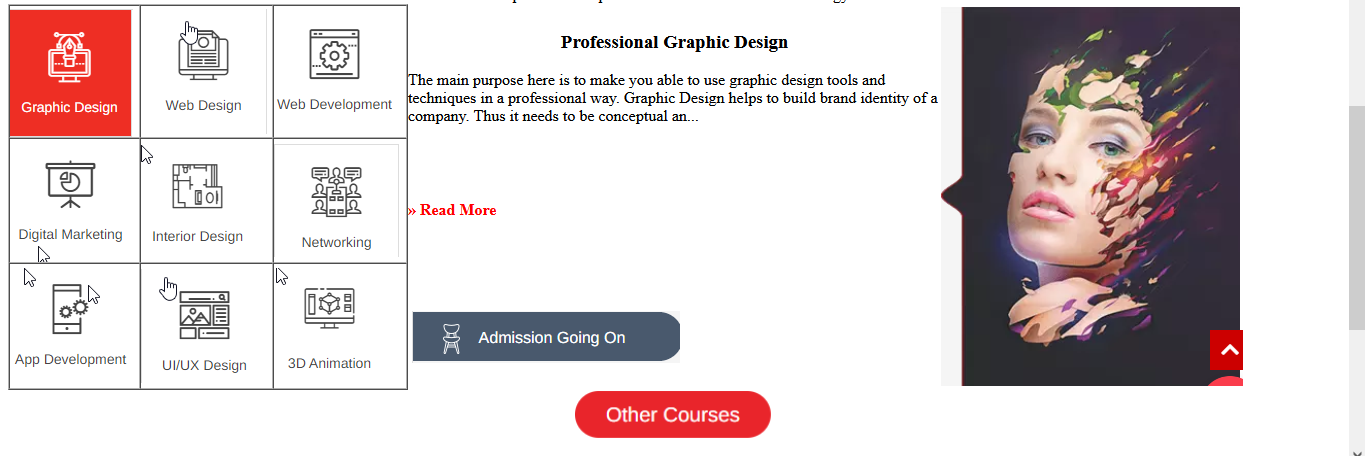 Graphic Design
Web Design
Web Development
Digital Marketing
Interior Design
Networking
App Development
UI/UX Design
3D Animation
Professional Graphic Design
The main purpose here is to make you able to use graphic design tools and
techniques in a professional way. Graphic Design helps to build brand identity of a
company. Thus it needs to be conceptual an...
» Read More
Admission Going On
Other Courses